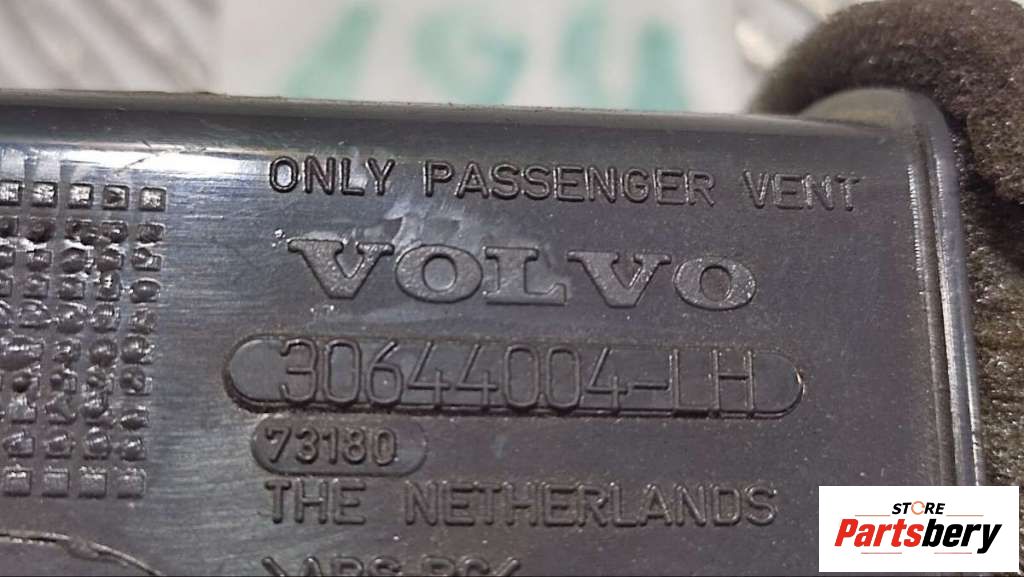 ONLY PASSENGER VENT
VOLVO
30644004-LH
73180
THE NETHERLANDS
STORE
Partsbery